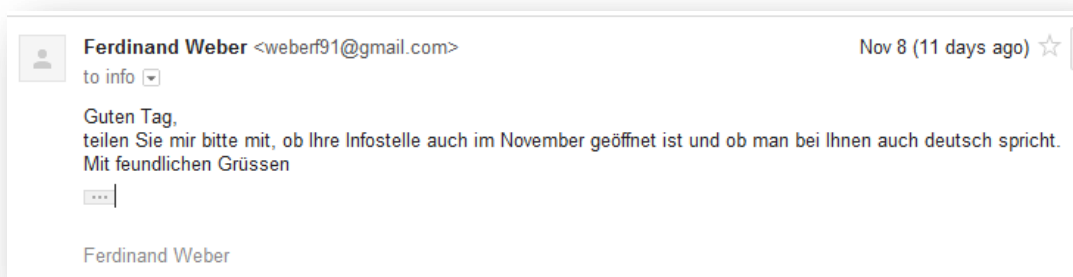 Ferdinand Weber <weberf91@gmail.com>
Nov 8 (11 days ago)
to info
Guten Tag,
teilen Sie mir bitte mit, ob Ihre Infostelle auch im November geöffnet ist und ob man bei Ihnen auch deutsch spricht.
Mit feundlichen Grüssen
...
Ferdinand Weber